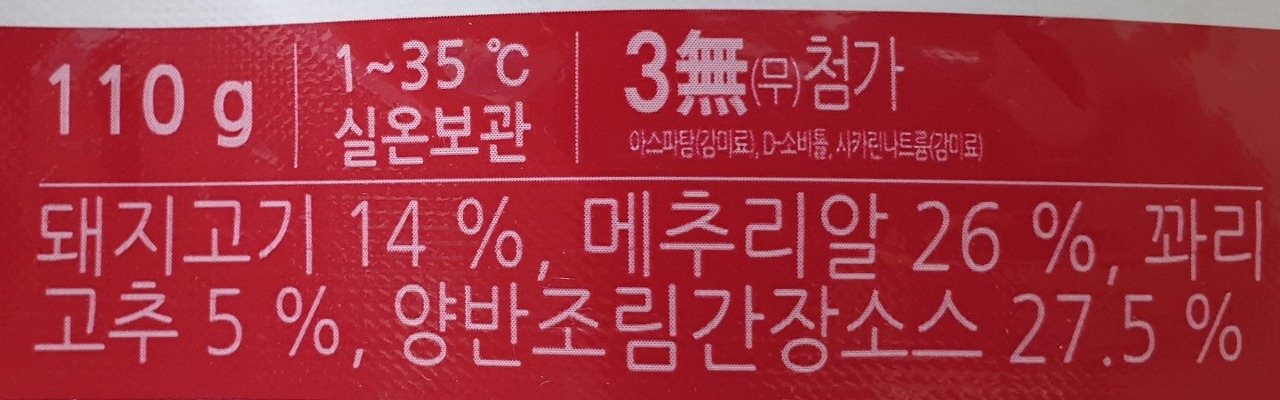 110 g
1~35 ℃
실온보관
3無(무)첨가
아스파탐(감미료), D-소비톨, 사카린나트륨(감미료)
돼지고기 14 %, 메추리알 26 %, 꽈리
고추 5 %, 양반조림간장소스 27.5 %